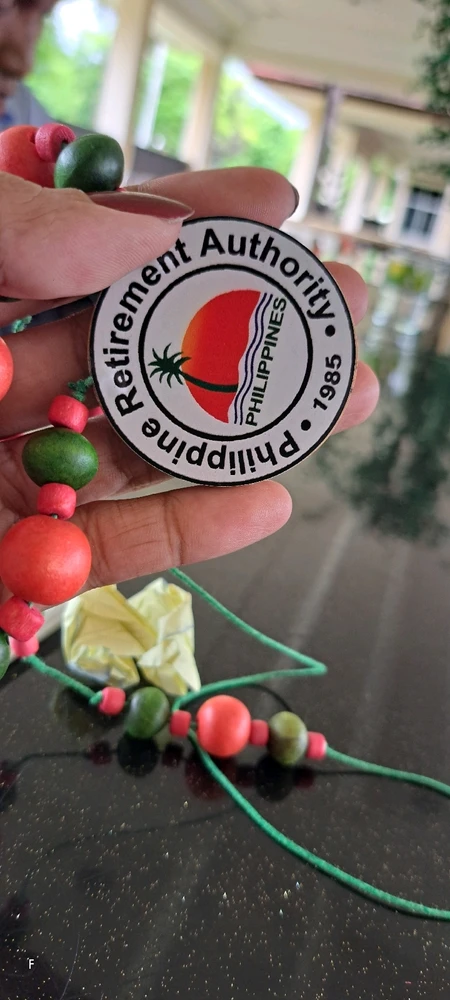 Philippine Retirement Authority • 1985 •
PHILIPPINES
F